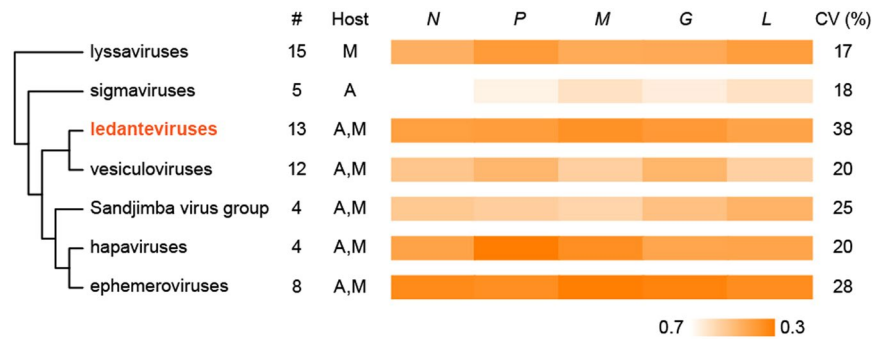 # Host N P M G L CV (%)
lyssaviruses 15 M 17
sigmaviruses 5 A 18
ledanteviruses 13 A,M 38
vesiculoviruses 12 A,M 20
Sandjimba virus group 4 A,M 25
hapaviruses 4 A,M 20
ephemeroviruses 8 A,M 28
0.7 0.3